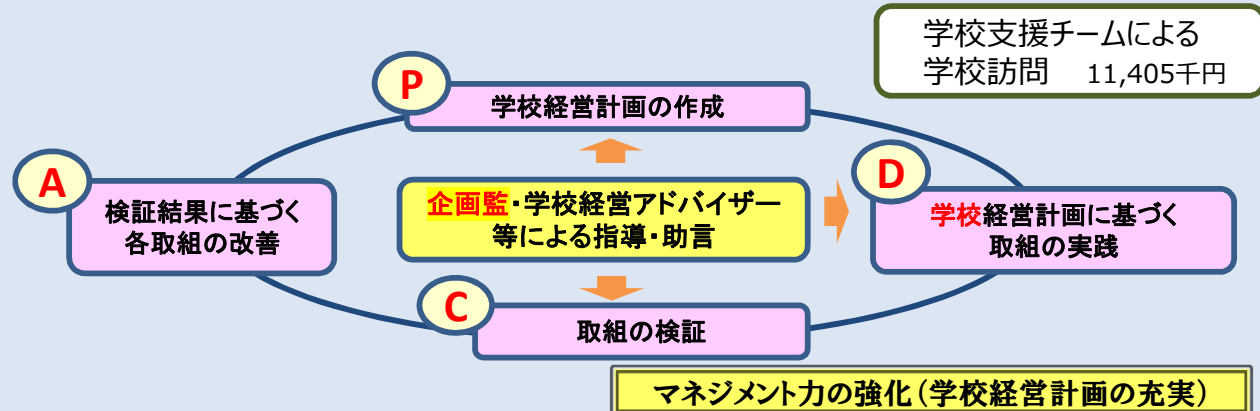 学校支援チームによる
学校訪問 11,405千円
P
学校経営計画の作成
A
検証結果に基づく
各取組の改善
企画監・学校経営アドバイザー
等による指導・助言
D
学校経営計画に基づく
取組の実践
C
取組の検証
マネジメント力の強化(学校経営計画の充実)